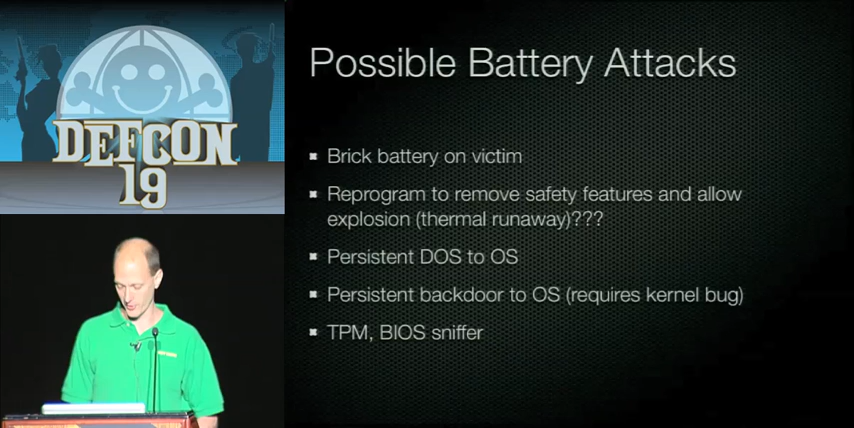 DEFCON
19
Possible Battery Attacks
Brick battery on victim
Reprogram to remove safety features and allow
explosion (thermal runaway)???
Persistent DOS to OS
Persistent backdoor to OS (requires kernel bug)
TPM, BIOS sniffer